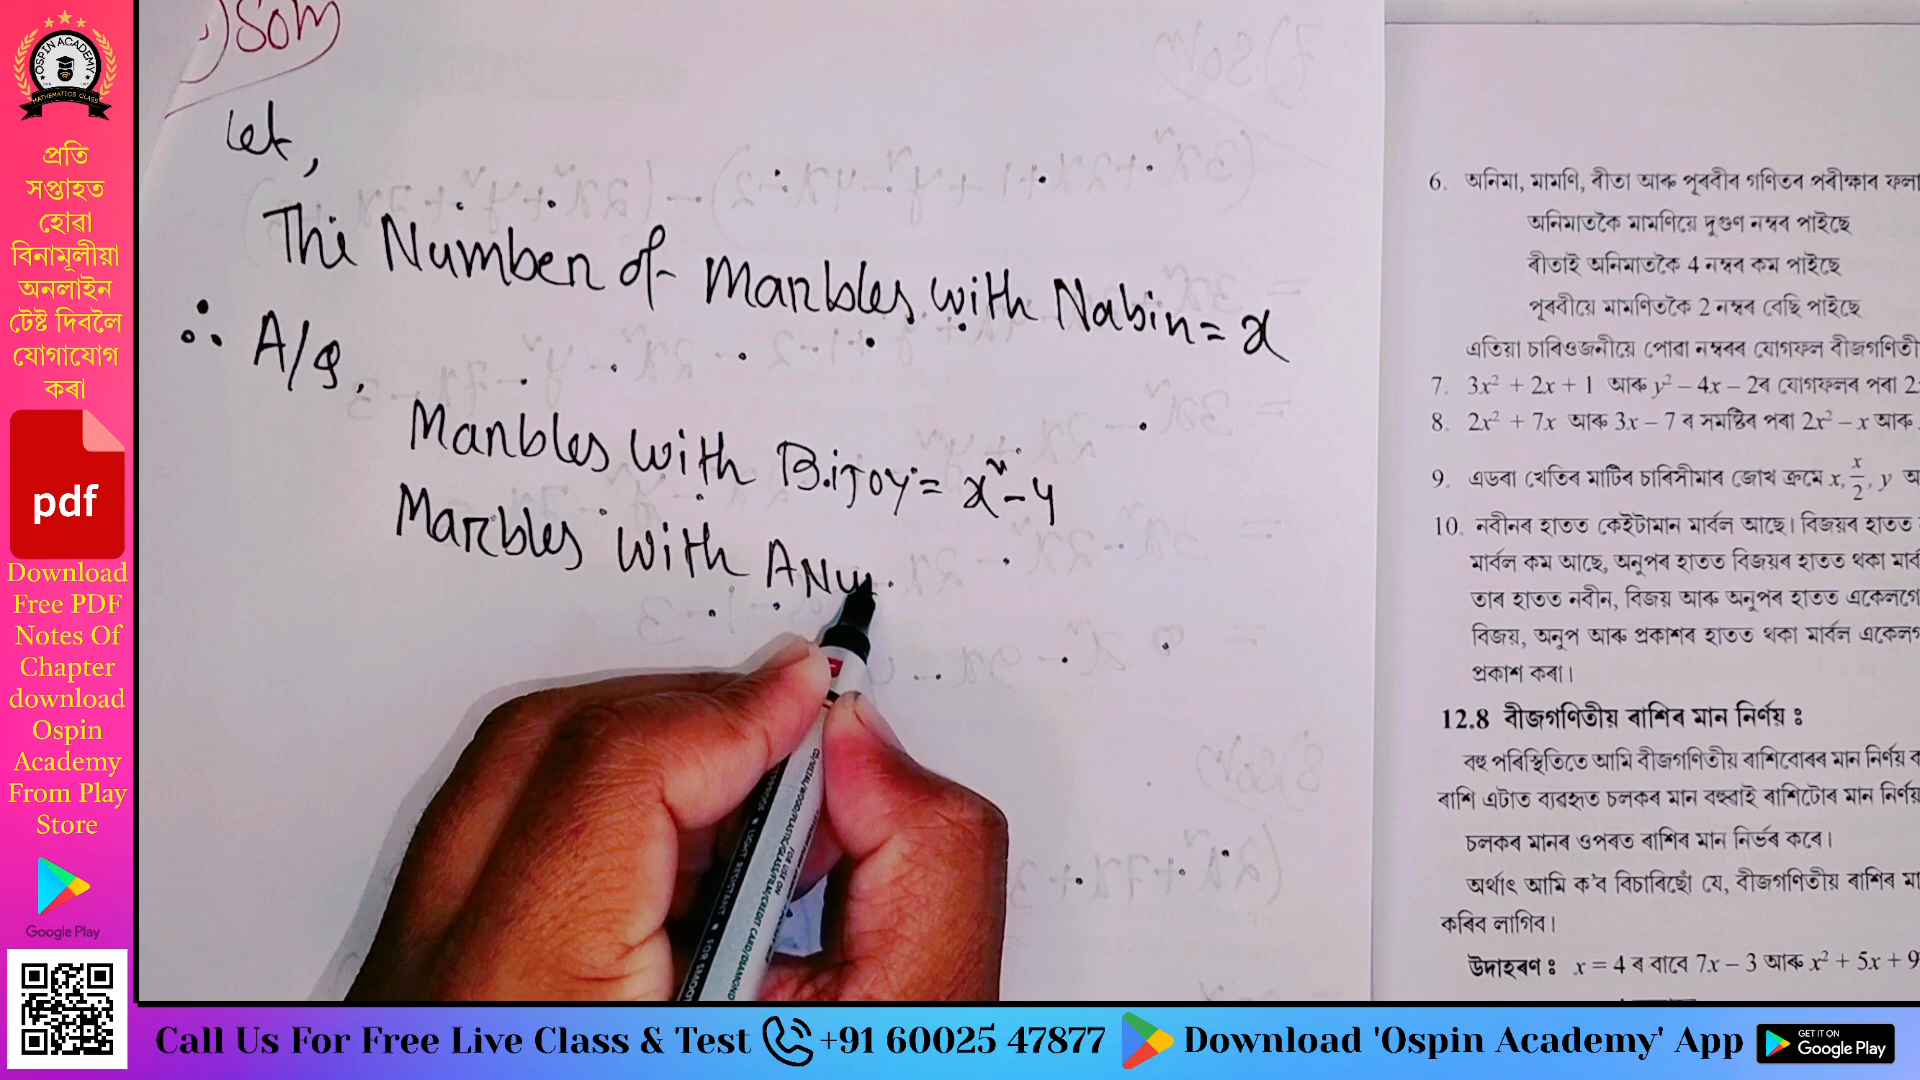 OSPIN ACADEMY
MATHEMATICS CLASS
প্ৰতি
সপ্তাহত
হোৱা
বিনামূলীয়া
অনলাইন
টেষ্ট দিবলৈ
যোগাযোগ
কৰা
pdf
Download
Free PDF
Notes Of
Chapter
download
Ospin
Academy
From Play
Store
Google Play
Soln
Let,
The Number of Marbles with Nabin = x
∴ A/Q,
Marbles with Bijoy = x² - 4
Marbles with ANu
6. অনিমা, মামণি, ৰীতা আৰু পূৰবীৰ গণিতৰ পৰীক্ষাৰ ফলা
অনিমাতকৈ মামণিয়ে দুগুণ নম্বৰ পাইছে
ৰীতাই অনিমাতকৈ 4 নম্বৰ কম পাইছে
পূৰবীয়ে মামণিতকৈ 2 নম্বৰ বেছি পাইছে
এতিয়া চাৰিওজনীয়ে পোৱা নম্বৰৰ যোগফল বীজগণিতী
7. 3x² + 2x + 1 আৰু y² – 4x – 2ৰ যোগফলৰ পৰা 2
8. 2x² + 7x আৰু 3x – 7 ৰ সমষ্টিৰ পৰা 2x² – x আৰু
9. এডৰা খেতিৰ মাটিৰ চাৰিসীমাৰ জোখ ক্ৰমে x, x/2, y
10. নবীনৰ হাতত কেইটামান মাৰ্বল আছে। বিজয়ৰ হাতত
মাৰ্বল কম আছে, অনুপৰ হাতত বিজয়ৰ হাতত থকা মাৰ্ব
তাৰ হাতত নবীন, বিজয় আৰু অনুপৰ হাতত একেলগে
বিজয়, অনুপ আৰু প্ৰকাশৰ হাতত থকা মাৰ্বল একেলগ
প্ৰকাশ কৰা।
12.8 বীজগণিতীয় ৰাশিৰ মান নিৰ্ণয় ঃ
বহু পৰিস্থিতিতে আমি বীজগণিতীয় ৰাশিবোৰৰ মান নিৰ্ণয় ক
ৰাশি এটাত ব্যৱহৃত চলকৰ মান বহুৱাই ৰাশিটোৰ মান নিৰ্ণয়
চলকৰ মানৰ ওপৰত ৰাশিৰ মান নিৰ্ভৰ কৰে।
অৰ্থাৎ আমি ক'ব বিচাৰিছোঁ যে, বীজগণিতীয় ৰাশিৰ মা
কৰিব লাগিব।
উদাহৰণ ঃ x = 4 ৰ বাবে 7x – 3 আৰু x² + 5x + 9
Call Us For Free Live Class & Test +91 60025 47877 Download 'Ospin Academy' App GET IT ON Google Play